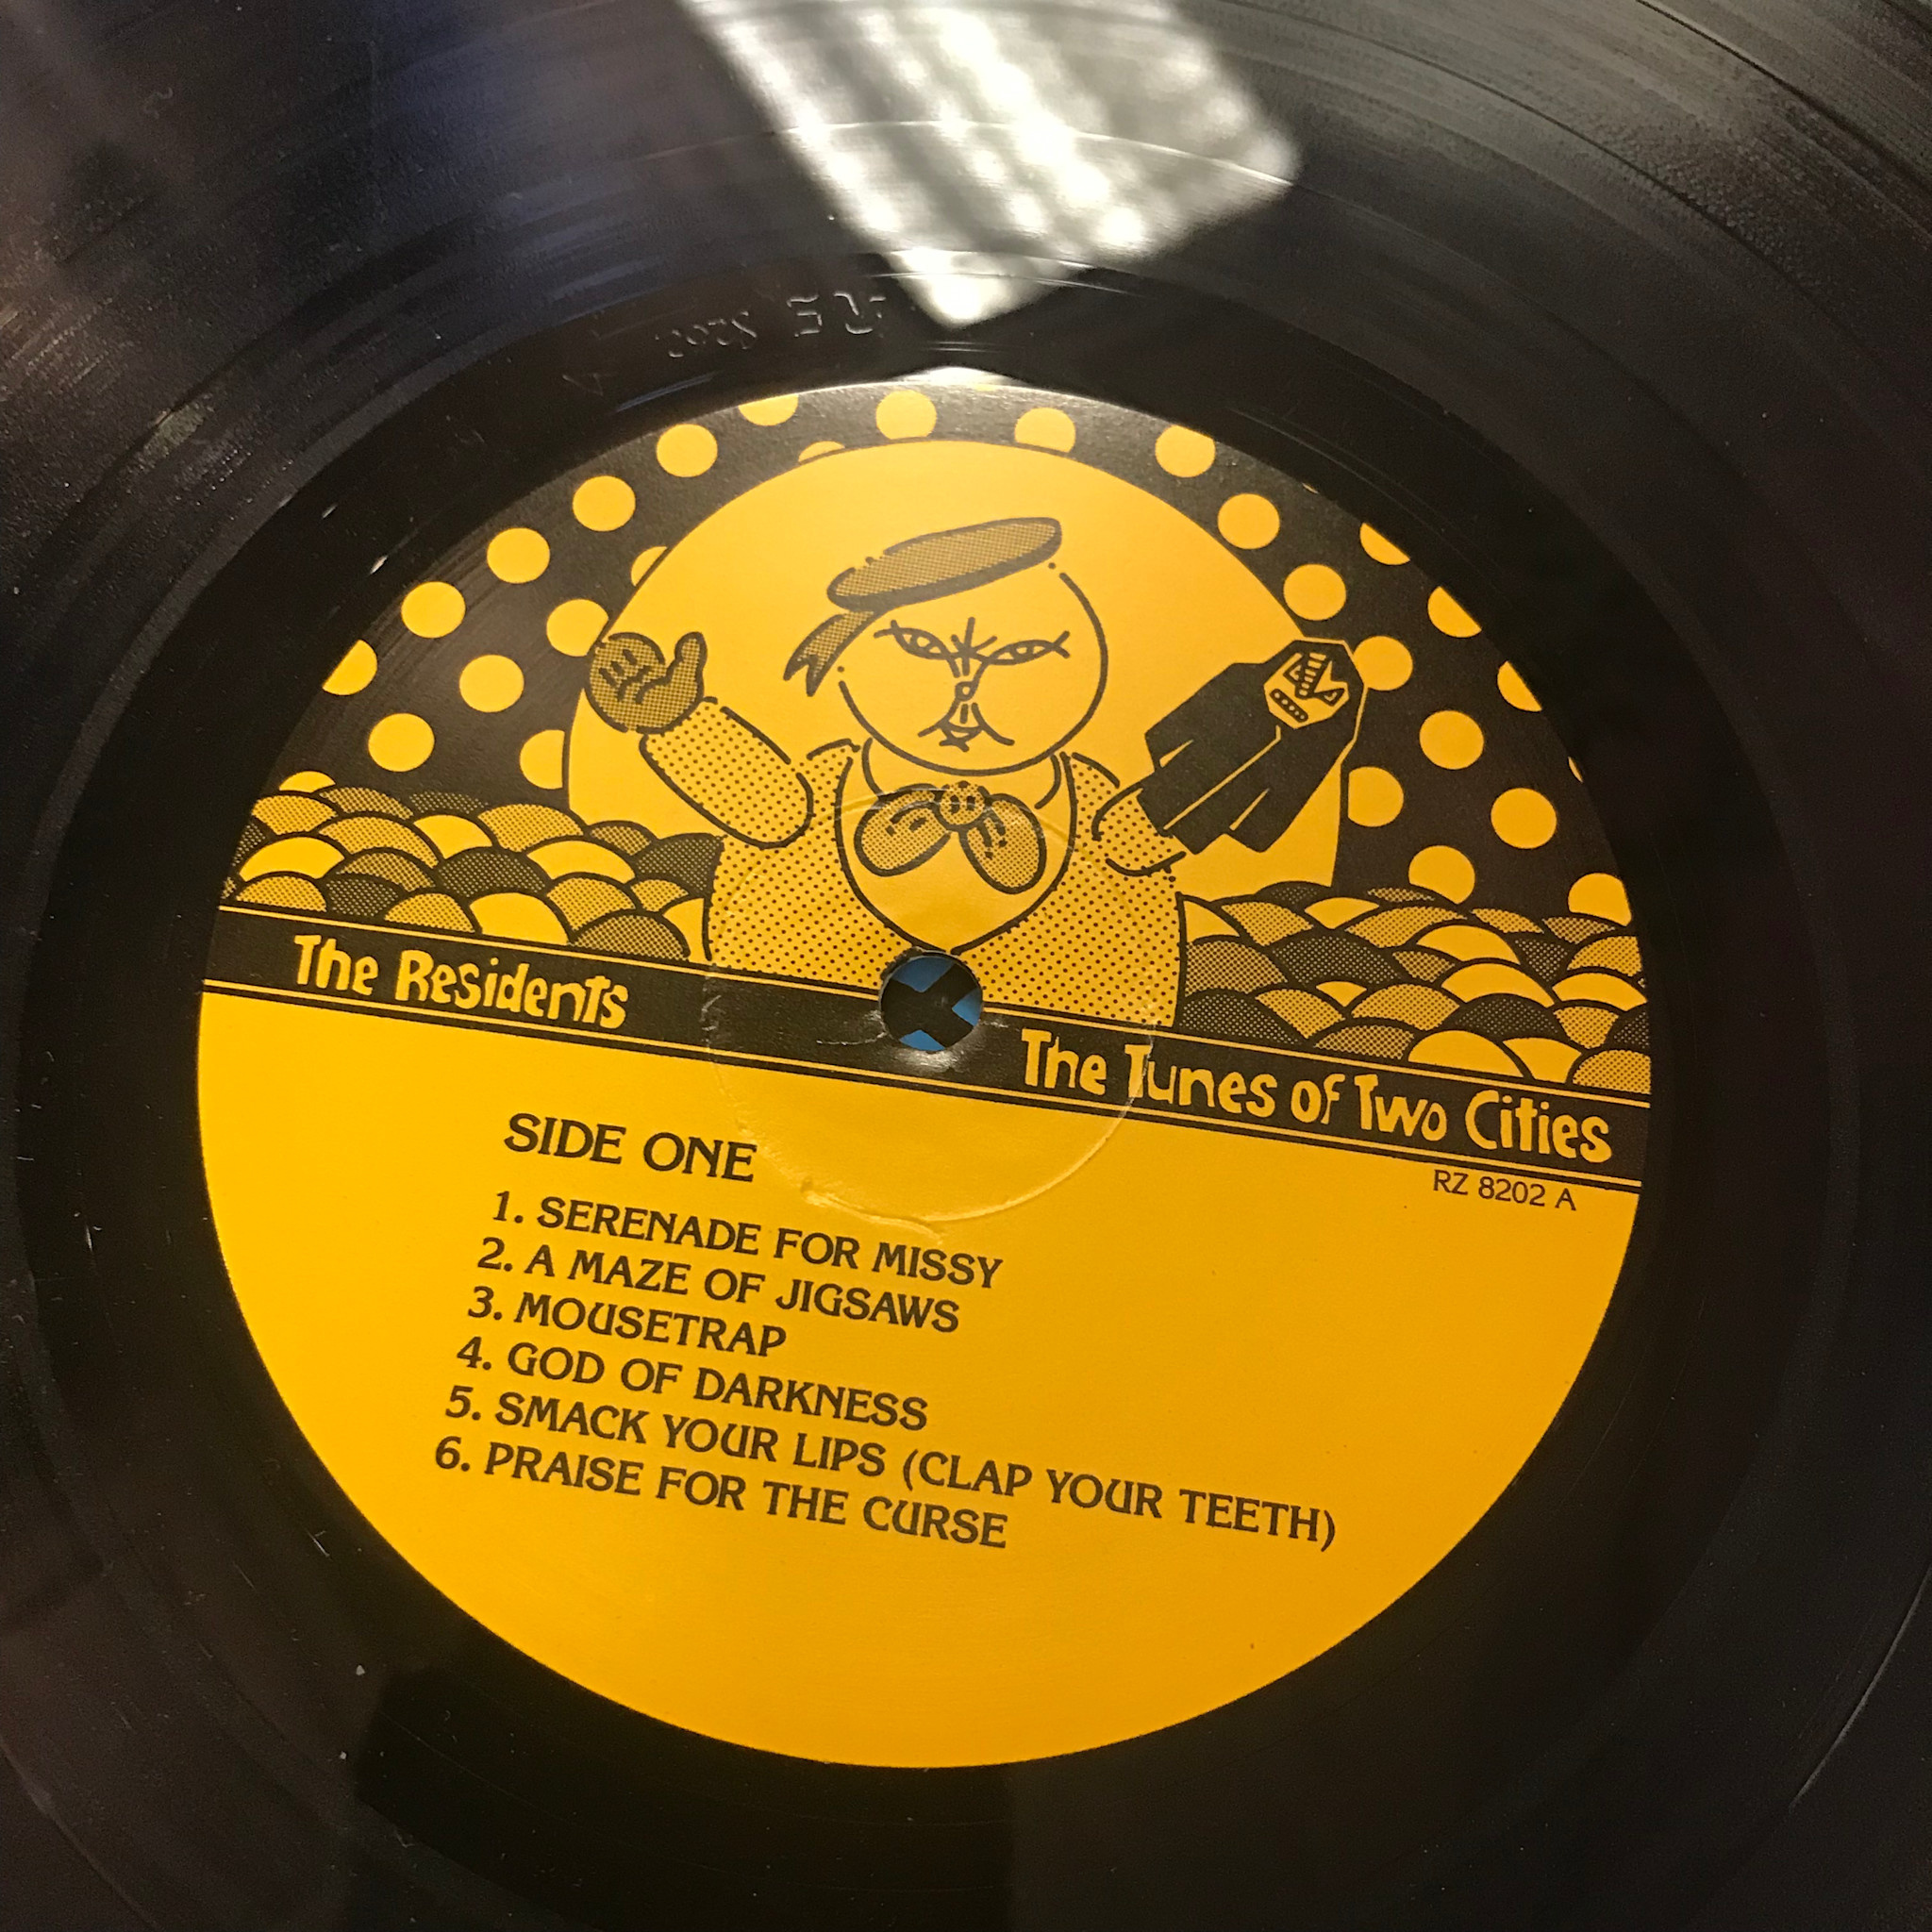 The Residents
The Tunes of Two Cities
RZ 8202 A
SIDE ONE
1. SERENADE FOR MISSY
2. A MAZE OF JIGSAWS
3. MOUSETRAP
4. GOD OF DARKNESS
5. SMACK YOUR LIPS (CLAP YOUR TEETH)
6. PRAISE FOR THE CURSE